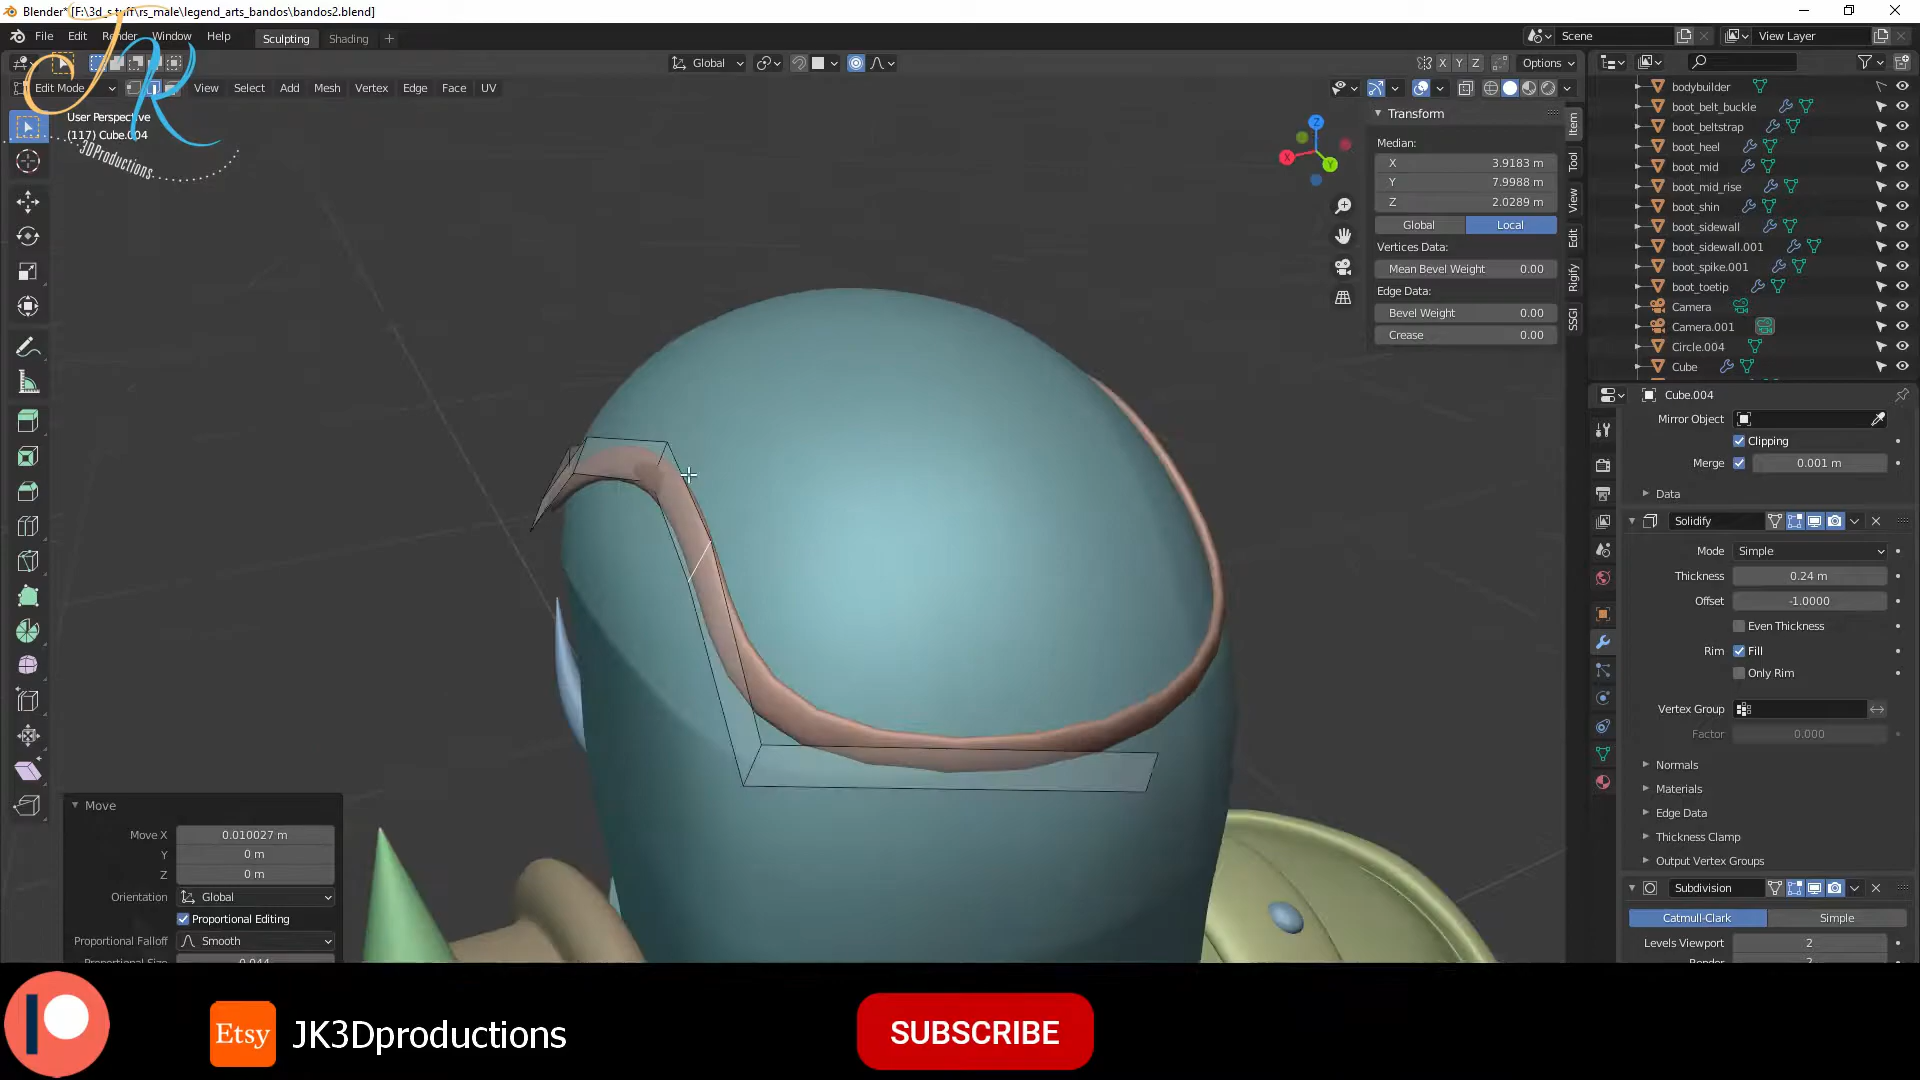 Blender* [F:\3d_stuff\rs_male\legend_arts_bandos\bandos2.blend]
File Edit Render Window Help Sculpting Shading + Scene View Layer
Global X Y Z Options
Edit Mode View Select Add Mesh Vertex Edge Face UV
JR
3DProductions
User Perspective
(117) Cube.004
Transform
Median:
X 3.9183 m
Y 7.9988 m
Z 2.0289 m
Global Local
Vertices Data:
Mean Bevel Weight 0.00
Edge Data:
Bevel Weight 0.00
Crease 0.00
Item
Tool
View
Edit
Rigify
SSGI
Z
X
Y
bodybuilder
boot_belt_buckle
boot_beltstrap
boot_heel
boot_mid
boot_mid_rise
boot_shin
boot_sidewall
boot_sidewall.001
boot_spike.001
boot_toetip
Camera
Camera.001
Circle.004
Cube
Cube.004
Mirror Object
Clipping
Merge 0.001 m
Data
Solidify
Mode Simple
Thickness 0.24 m
Offset -1.0000
Even Thickness
Rim Fill
Only Rim
Vertex Group
Factor 0.000
Normals
Materials
Edge Data
Thickness Clamp
Output Vertex Groups
Subdivision
Catmull-Clark Simple
Levels Viewport 2
Render 2
Move
Move X 0.010027 m
Y 0 m
Z 0 m
Orientation Global
Proportional Editing
Proportional Falloff Smooth
Proportional Size 0.044
Etsy JK3Dproductions SUBSCRIBE